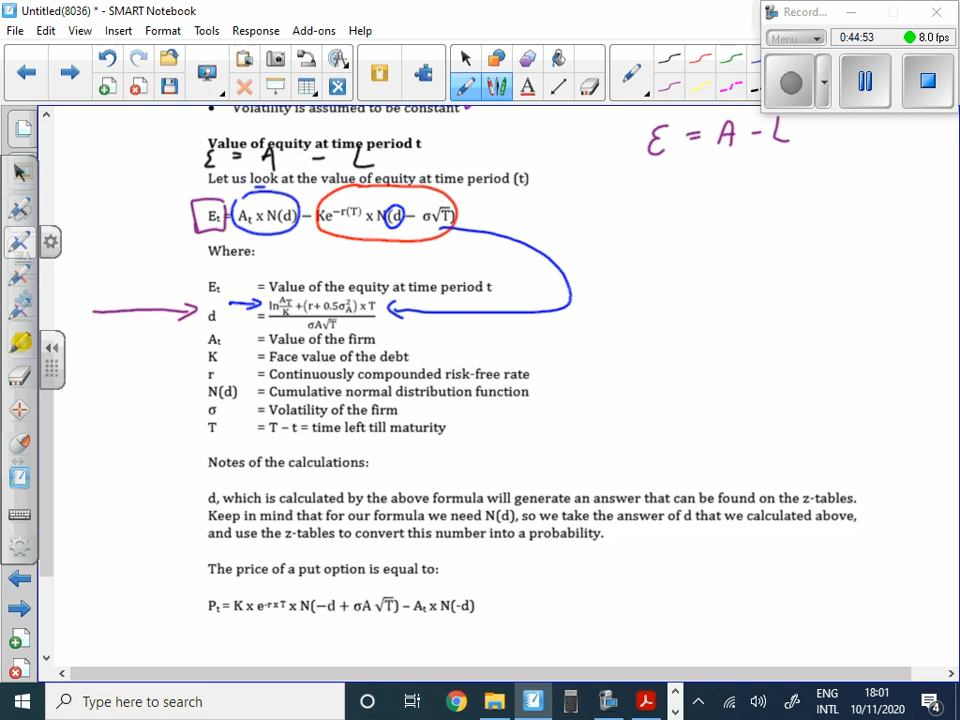 Untitled(8036) * - SMART Notebook
File Edit View Insert Format Tools Response Add-ons Help
Record...
Menu 0:44:53 8.0 fps
• Volatility is assumed to be constant
E = A - L
Value of equity at time period t
E = A - L
Let us look at the value of equity at time period (t)
Et = At x N(d) − Ke−r(T) x N(d − σ√T)
Where:
Et = Value of the equity at time period t
d = ln AT/K +(r+ 0.5σ²A) x T / σA√T
At = Value of the firm
K = Face value of the debt
r = Continuously compounded risk-free rate
N(d) = Cumulative normal distribution function
σ = Volatility of the firm
T = T – t = time left till maturity
Notes of the calculations:
d, which is calculated by the above formula will generate an answer that can be found on the z-tables.
Keep in mind that for our formula we need N(d), so we take the answer of d that we calculated above,
and use the z-tables to convert this number into a probability.
The price of a put option is equal to:
Pt = K x e-r x T x N(−d + σA √T) – At x N(-d)
Type here to search
ENG
INTL
18:01
10/11/2020
4